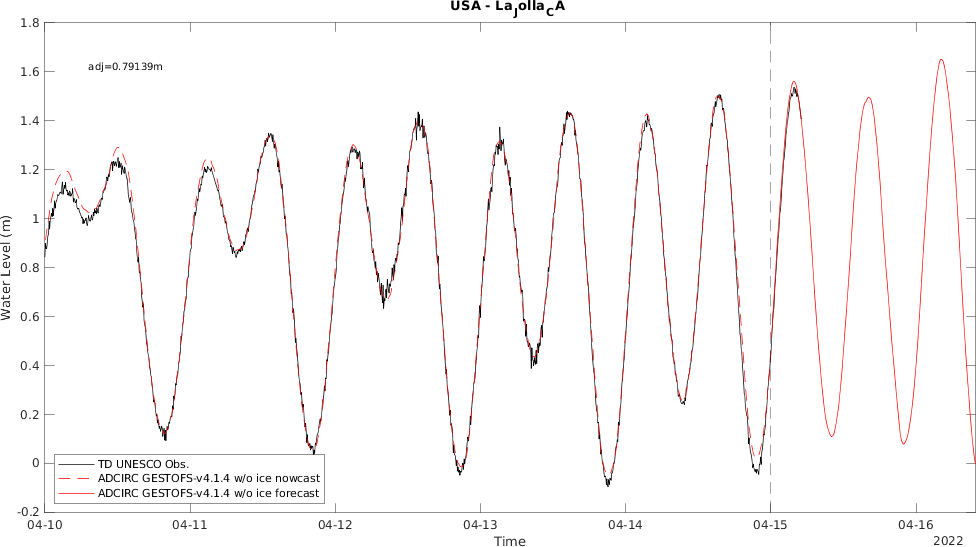 USA - LaJollaCA
1.8
adj=0.79139m
1.6
1.4
1.2
1
0.8
0.6
0.4
0.2
0
-0.2
Water Level (m)
TD UNESCO Obs.
ADCIRC GESTOFS-v4.1.4 w/o ice nowcast
ADCIRC GESTOFS-v4.1.4 w/o ice forecast
04-10 04-11 04-12 04-13 04-14 04-15 04-16
Time
2022